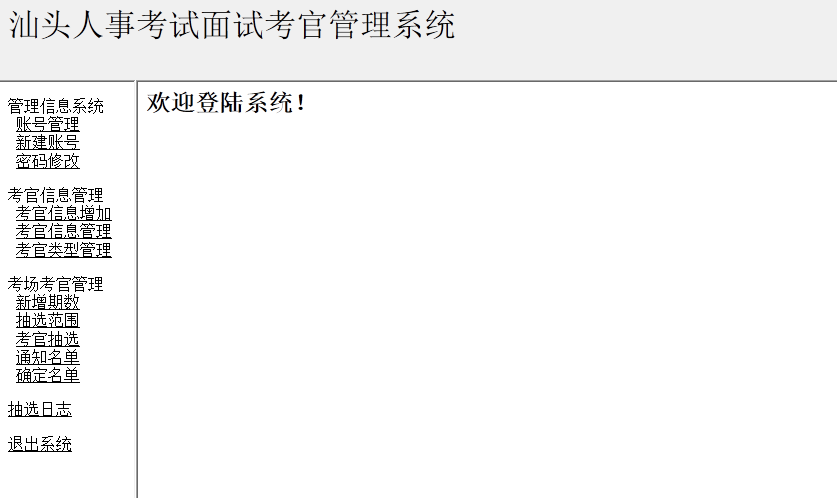 汕头人事考试面试考官管理系统
管理信息系统
账号管理
新建账号
密码修改
考官信息管理
考官信息增加
考官信息管理
考官类型管理
考场考官管理
新增期数
抽选范围
考官抽选
通知名单
确定名单
抽选日志
退出系统
欢迎登陆系统！